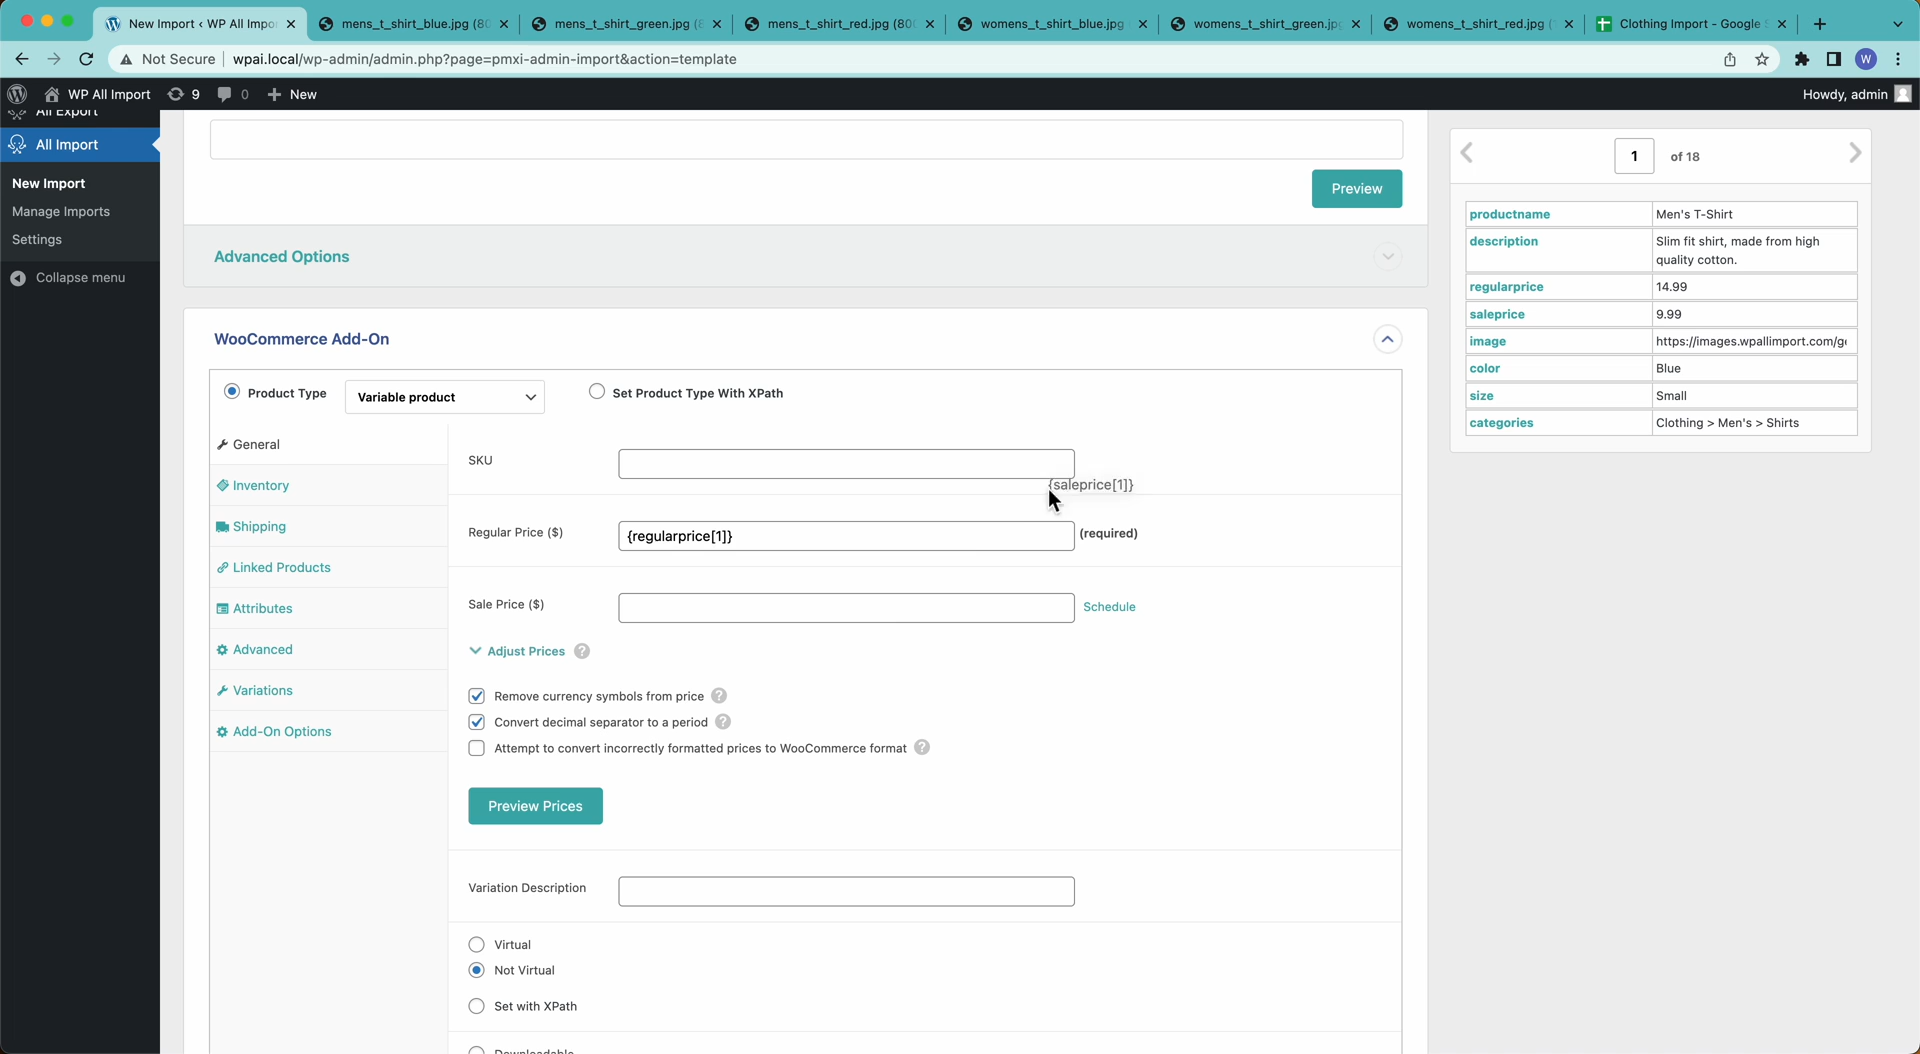 New Import ‹ WP All Impo
mens_t_shirt_blue.jpg (80
mens_t_shirt_green.jpg (8
mens_t_shirt_red.jpg (800
womens_t_shirt_blue.jpg
womens_t_shirt_green.jpg
womens_t_shirt_red.jpg (
Clothing Import - Google S
Not Secure
wpai.local/wp-admin/admin.php?page=pmxi-admin-import&action=template
W
WP All Import
9
0
New
Howdy, admin
All Export
All Import
New Import
Manage Imports
Settings
Collapse menu
Preview
Advanced Options
WooCommerce Add-On
Product Type
Variable product
Set Product Type With XPath
General
Inventory
Shipping
Linked Products
Attributes
Advanced
Variations
Add-On Options
SKU
{saleprice[1]}
Regular Price ($)
{regularprice[1]}
(required)
Sale Price ($)
Schedule
Adjust Prices ?
Remove currency symbols from price ?
Convert decimal separator to a period ?
Attempt to convert incorrectly formatted prices to WooCommerce format ?
Preview Prices
Variation Description
Virtual
Not Virtual
Set with XPath
Downloadable
1 of 18
productname Men's T-Shirt
description Slim fit shirt, made from high
quality cotton.
regularprice 14.99
saleprice 9.99
image https://images.wpallimport.com/ge
color Blue
size Small
categories Clothing > Men's > Shirts